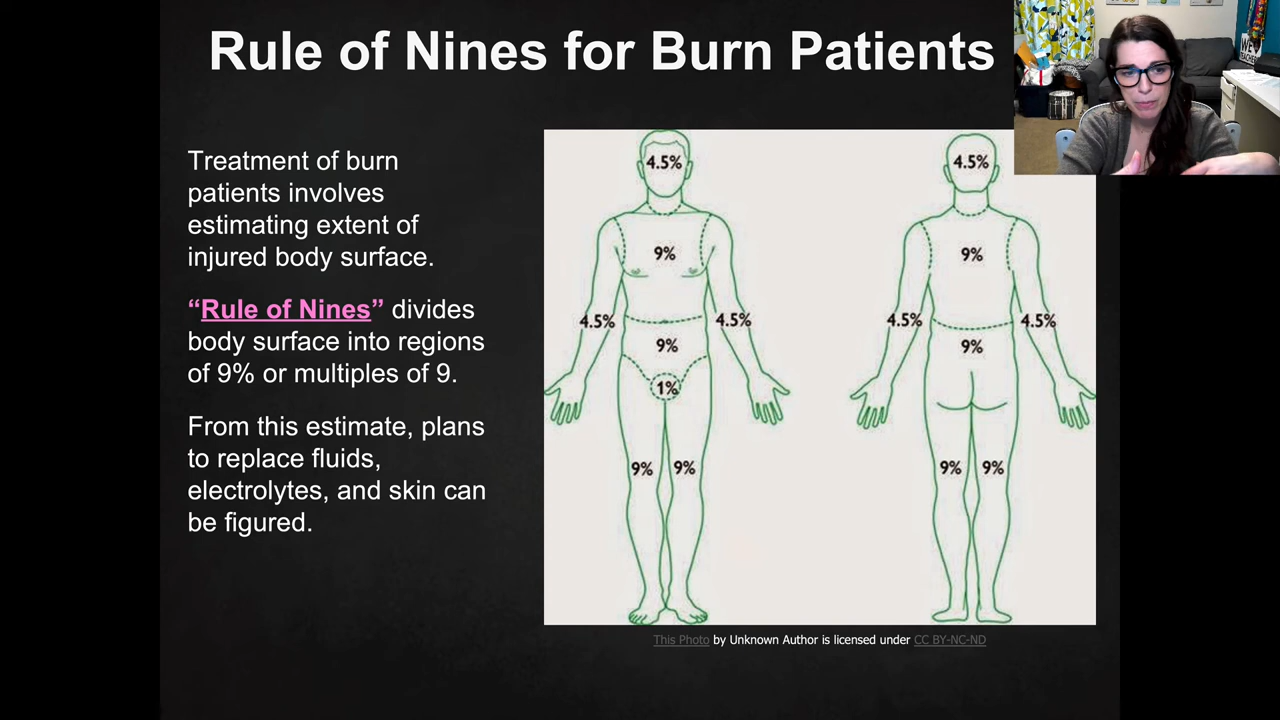 Rule of Nines for Burn Patients
Treatment of burn
patients involves
estimating extent of
injured body surface.
“Rule of Nines” divides
body surface into regions
of 9% or multiples of 9.
From this estimate, plans
to replace fluids,
electrolytes, and skin can
be figured.
4.5%
4.5%
9%
9%
4.5%
4.5%
4.5%
4.5%
9%
9%
1%
9%
9%
9%
9%
This Photo by Unknown Author is licensed under CC BY-NC-ND